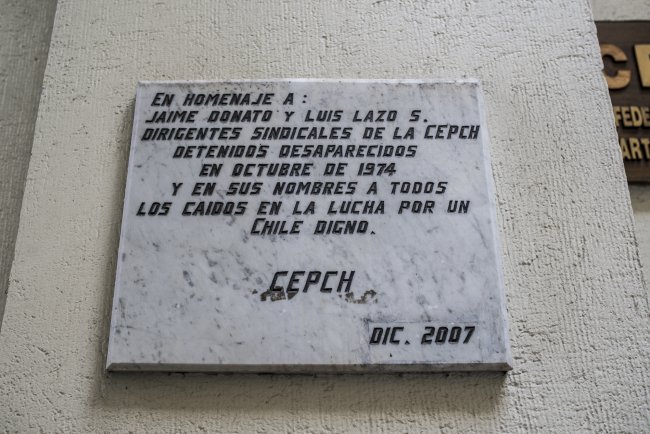 EN HOMENAJE A:
JAIME DONATO Y LUIS LAZO S.
DIRIGENTES SINDICALES DE LA CEPCH
DETENIDOS DESAPARECIDOS
EN OCTUBRE DE 1974
Y EN SUS NOMBRES A TODOS
LOS CAIDOS EN LA LUCHA POR UN
CHILE DIGNO.
CEPCH
DIC. 2007